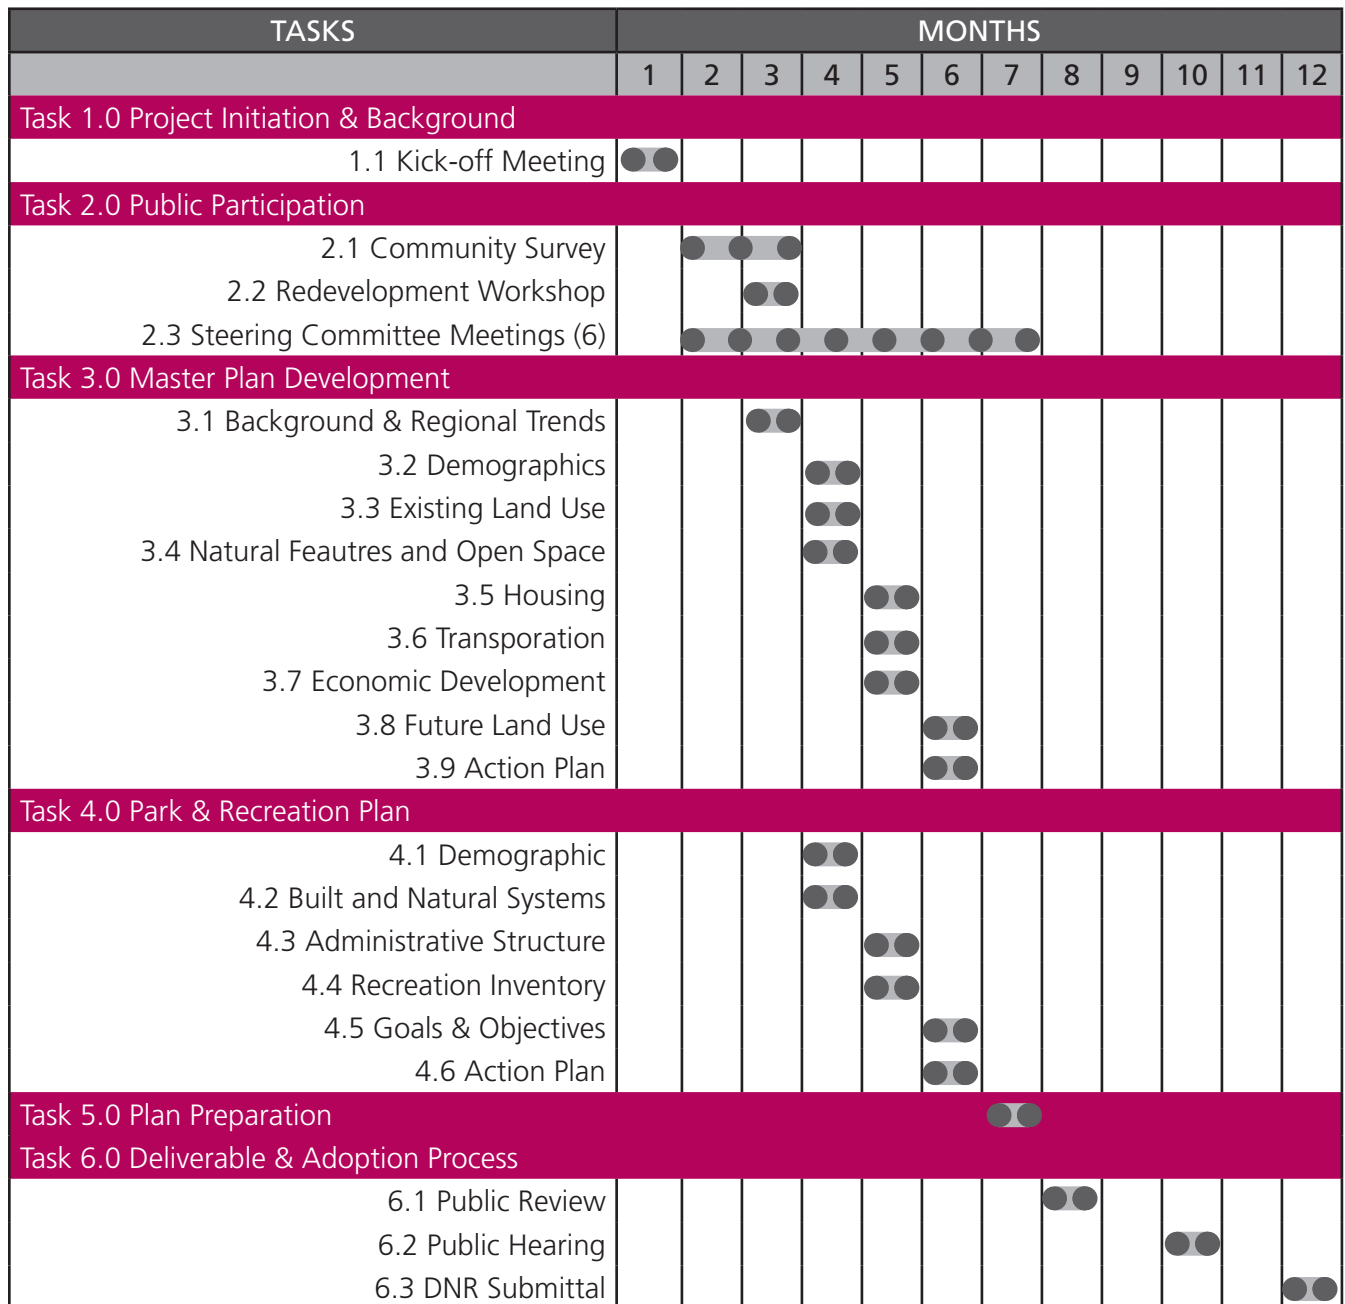 TASKS MONTHS
1 2 3 4 5 6 7 8 9 10 11 12
Task 1.0 Project Initiation & Background
1.1 Kick-off Meeting
Task 2.0 Public Participation
2.1 Community Survey
2.2 Redevelopment Workshop
2.3 Steering Committee Meetings (6)
Task 3.0 Master Plan Development
3.1 Background & Regional Trends
3.2 Demographics
3.3 Existing Land Use
3.4 Natural Feautres and Open Space
3.5 Housing
3.6 Transporation
3.7 Economic Development
3.8 Future Land Use
3.9 Action Plan
Task 4.0 Park & Recreation Plan
4.1 Demographic
4.2 Built and Natural Systems
4.3 Administrative Structure
4.4 Recreation Inventory
4.5 Goals & Objectives
4.6 Action Plan
Task 5.0 Plan Preparation
Task 6.0 Deliverable & Adoption Process
6.1 Public Review
6.2 Public Hearing
6.3 DNR Submittal